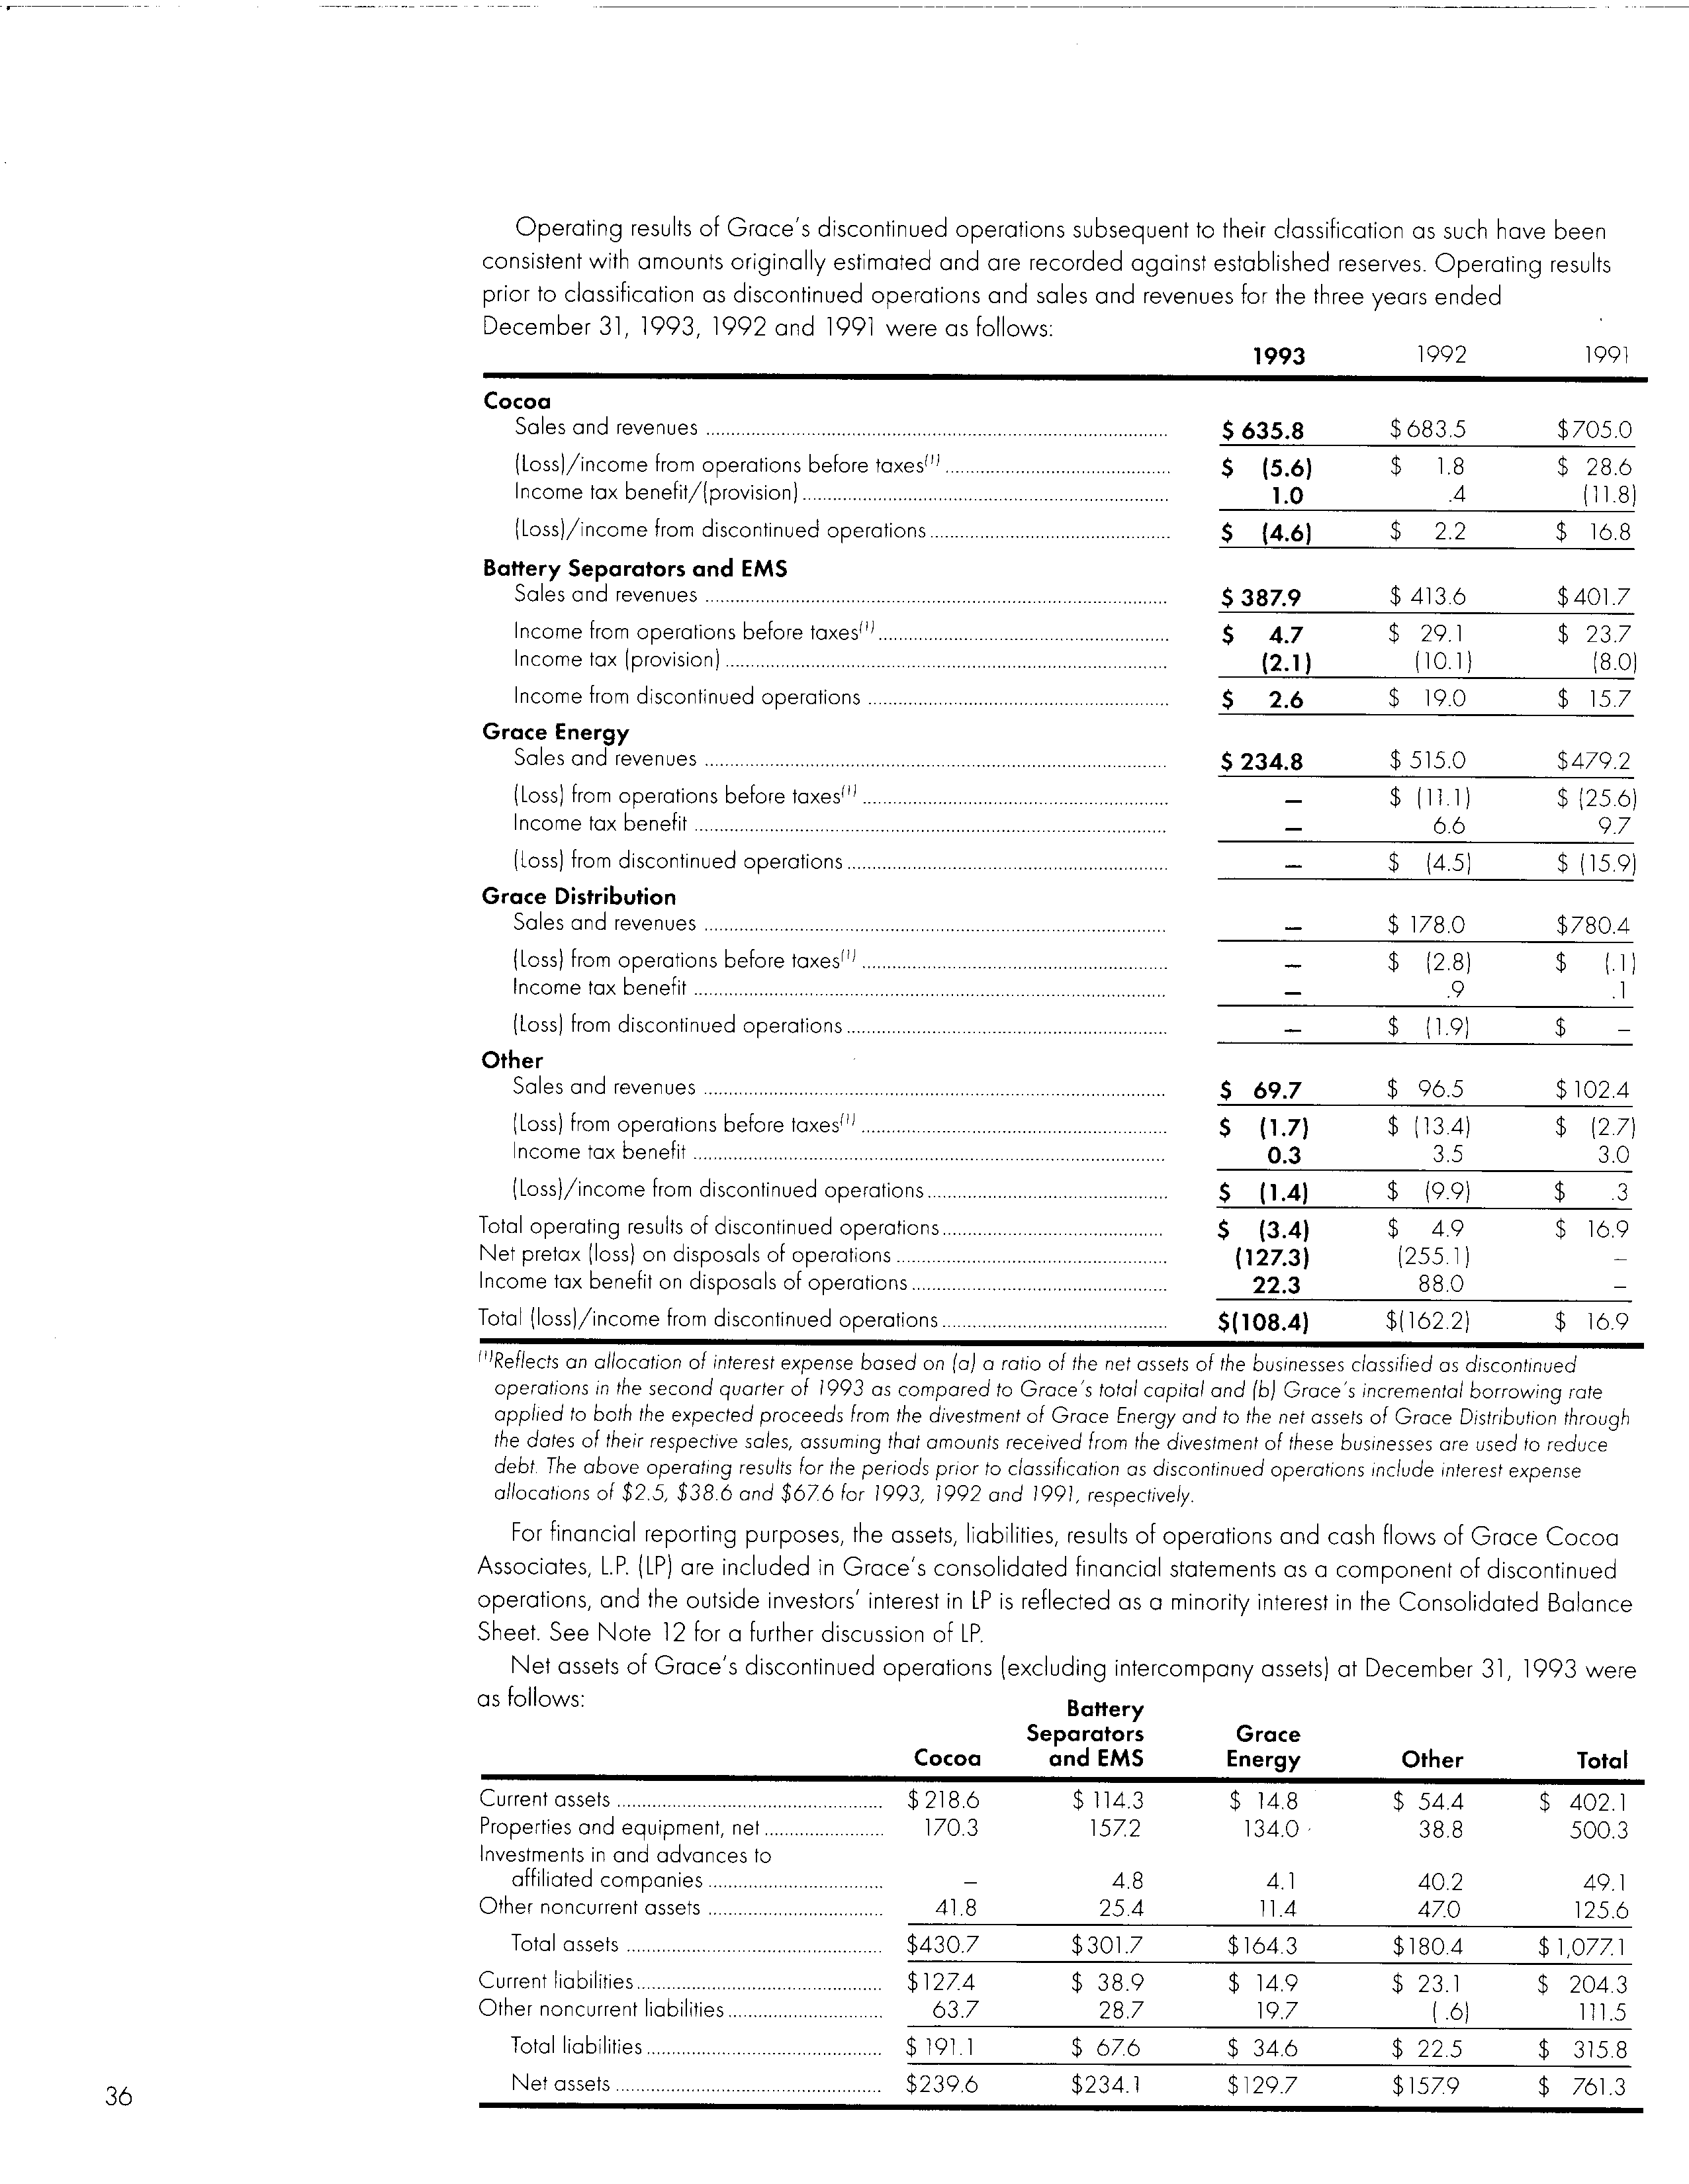 Operating results of Grace's discontinued operations subsequent to their classification as such have been
consistent with amounts originally estimated and are recorded against established reserves. Operating results
prior to classification as discontinued operations and sales and revenues for the three years ended
December 31, 1993, 1992 and 1991 were as follows:
1993 1992 1991
Cocoa
Sales and revenues $ 635.8 $ 683.5 $705.0
(Loss)/income from operations before taxes(1) $ (5.6) $ 1.8 $ 28.6
Income tax benefit/(provision) 1.0 .4 (11.8)
(Loss)/income from discontinued operations $ (4.6) $ 2.2 $ 16.8
Battery Separators and EMS
Sales and revenues $ 387.9 $ 413.6 $401.7
Income from operations before taxes(1) $ 4.7 $ 29.1 $ 23.7
Income tax (provision) (2.1) (10.1) (8.0)
Income from discontinued operations $ 2.6 $ 19.0 $ 15.7
Grace Energy
Sales and revenues $ 234.8 $ 515.0 $479.2
(Loss) from operations before taxes(1) – $ (11.1) $ (25.6)
Income tax benefit – 6.6 9.7
(Loss) from discontinued operations – $ (4.5) $ (15.9)
Grace Distribution
Sales and revenues – $ 178.0 $780.4
(Loss) from operations before taxes(1) – $ (2.8) $ (.1)
Income tax benefit – .9 .1
(Loss) from discontinued operations – $ (1.9) $ –
Other
Sales and revenues $ 69.7 $ 96.5 $102.4
(Loss) from operations before taxes(1) $ (1.7) $ (13.4) $ (2.7)
Income tax benefit 0.3 3.5 3.0
(Loss)/income from discontinued operations $ (1.4) $ (9.9) $ .3
Total operating results of discontinued operations $ (3.4) $ 4.9 $ 16.9
Net pretax (loss) on disposals of operations (127.3) (255.1) –
Income tax benefit on disposals of operations 22.3 88.0 –
Total (loss)/income from discontinued operations $(108.4) $(162.2) $ 16.9
(1)Reflects an allocation of interest expense based on (a) a ratio of the net assets of the businesses classified as discontinued
operations in the second quarter of 1993 as compared to Grace's total capital and (b) Grace's incremental borrowing rate
applied to both the expected proceeds from the divestment of Grace Energy and to the net assets of Grace Distribution through
the dates of their respective sales, assuming that amounts received from the divestment of these businesses are used to reduce
debt. The above operating results for the periods prior to classification as discontinued operations include interest expense
allocations of $2.5, $38.6 and $67.6 for 1993, 1992 and 1991, respectively.
For financial reporting purposes, the assets, liabilities, results of operations and cash flows of Grace Cocoa
Associates, L.P. (LP) are included in Grace's consolidated financial statements as a component of discontinued
operations, and the outside investors' interest in LP is reflected as a minority interest in the Consolidated Balance
Sheet. See Note 12 for a further discussion of LP.
Net assets of Grace's discontinued operations (excluding intercompany assets) at December 31, 1993 were
as follows:
Battery
Separators Grace
Cocoa and EMS Energy Other Total
Current assets $218.6 $ 114.3 $ 14.8 $ 54.4 $ 402.1
Properties and equipment, net 170.3 157.2 134.0 38.8 500.3
Investments in and advances to
affiliated companies – 4.8 4.1 40.2 49.1
Other noncurrent assets 41.8 25.4 11.4 47.0 125.6
Total assets $430.7 $301.7 $164.3 $180.4 $1,077.1
Current liabilities $127.4 $ 38.9 $ 14.9 $ 23.1 $ 204.3
Other noncurrent liabilities 63.7 28.7 19.7 (.6) 111.5
Total liabilities $ 191.1 $ 67.6 $ 34.6 $ 22.5 $ 315.8
Net assets $239.6 $234.1 $129.7 $157.9 $ 761.3
36